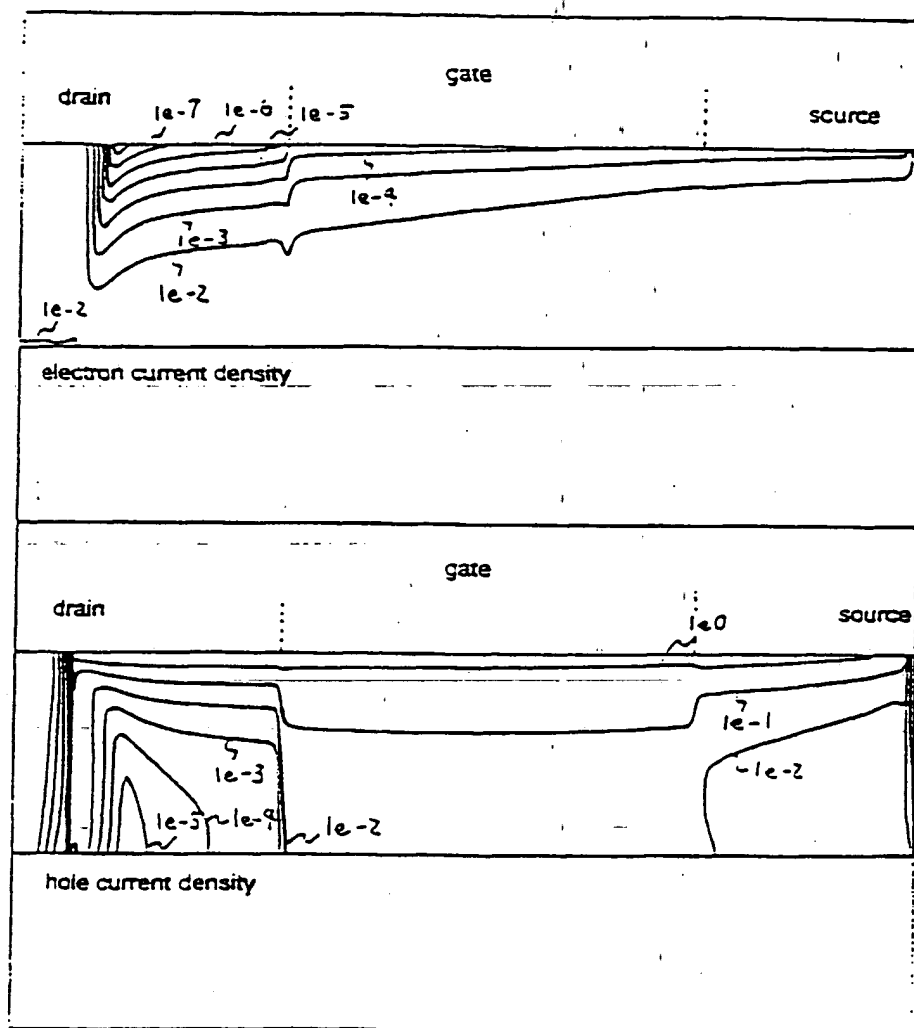 gate
drain
source
1e-7 1e-6 1e-5
1e-4
1e-3
1e-2
1e-2
electron current density
gate
drain
source
1e0
1e-1
1e-3
1e-2
1e-5 1e-4 1e-2
hole current density